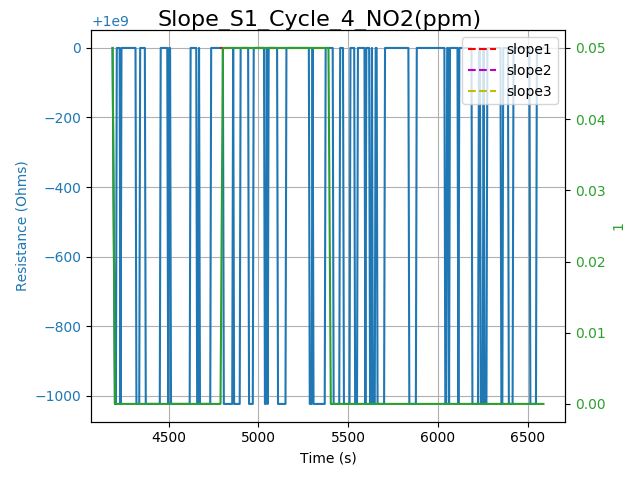 Slope_S1_Cycle_4_NO2(ppm)
+1e9
0
−200
−400
−600
−800
−1000
Resistance (Ohms)
slope1
slope2
slope3
0.05
0.04
0.03
0.02
0.01
0.00
1
4500
5000
5500
6000
6500
Time (s)